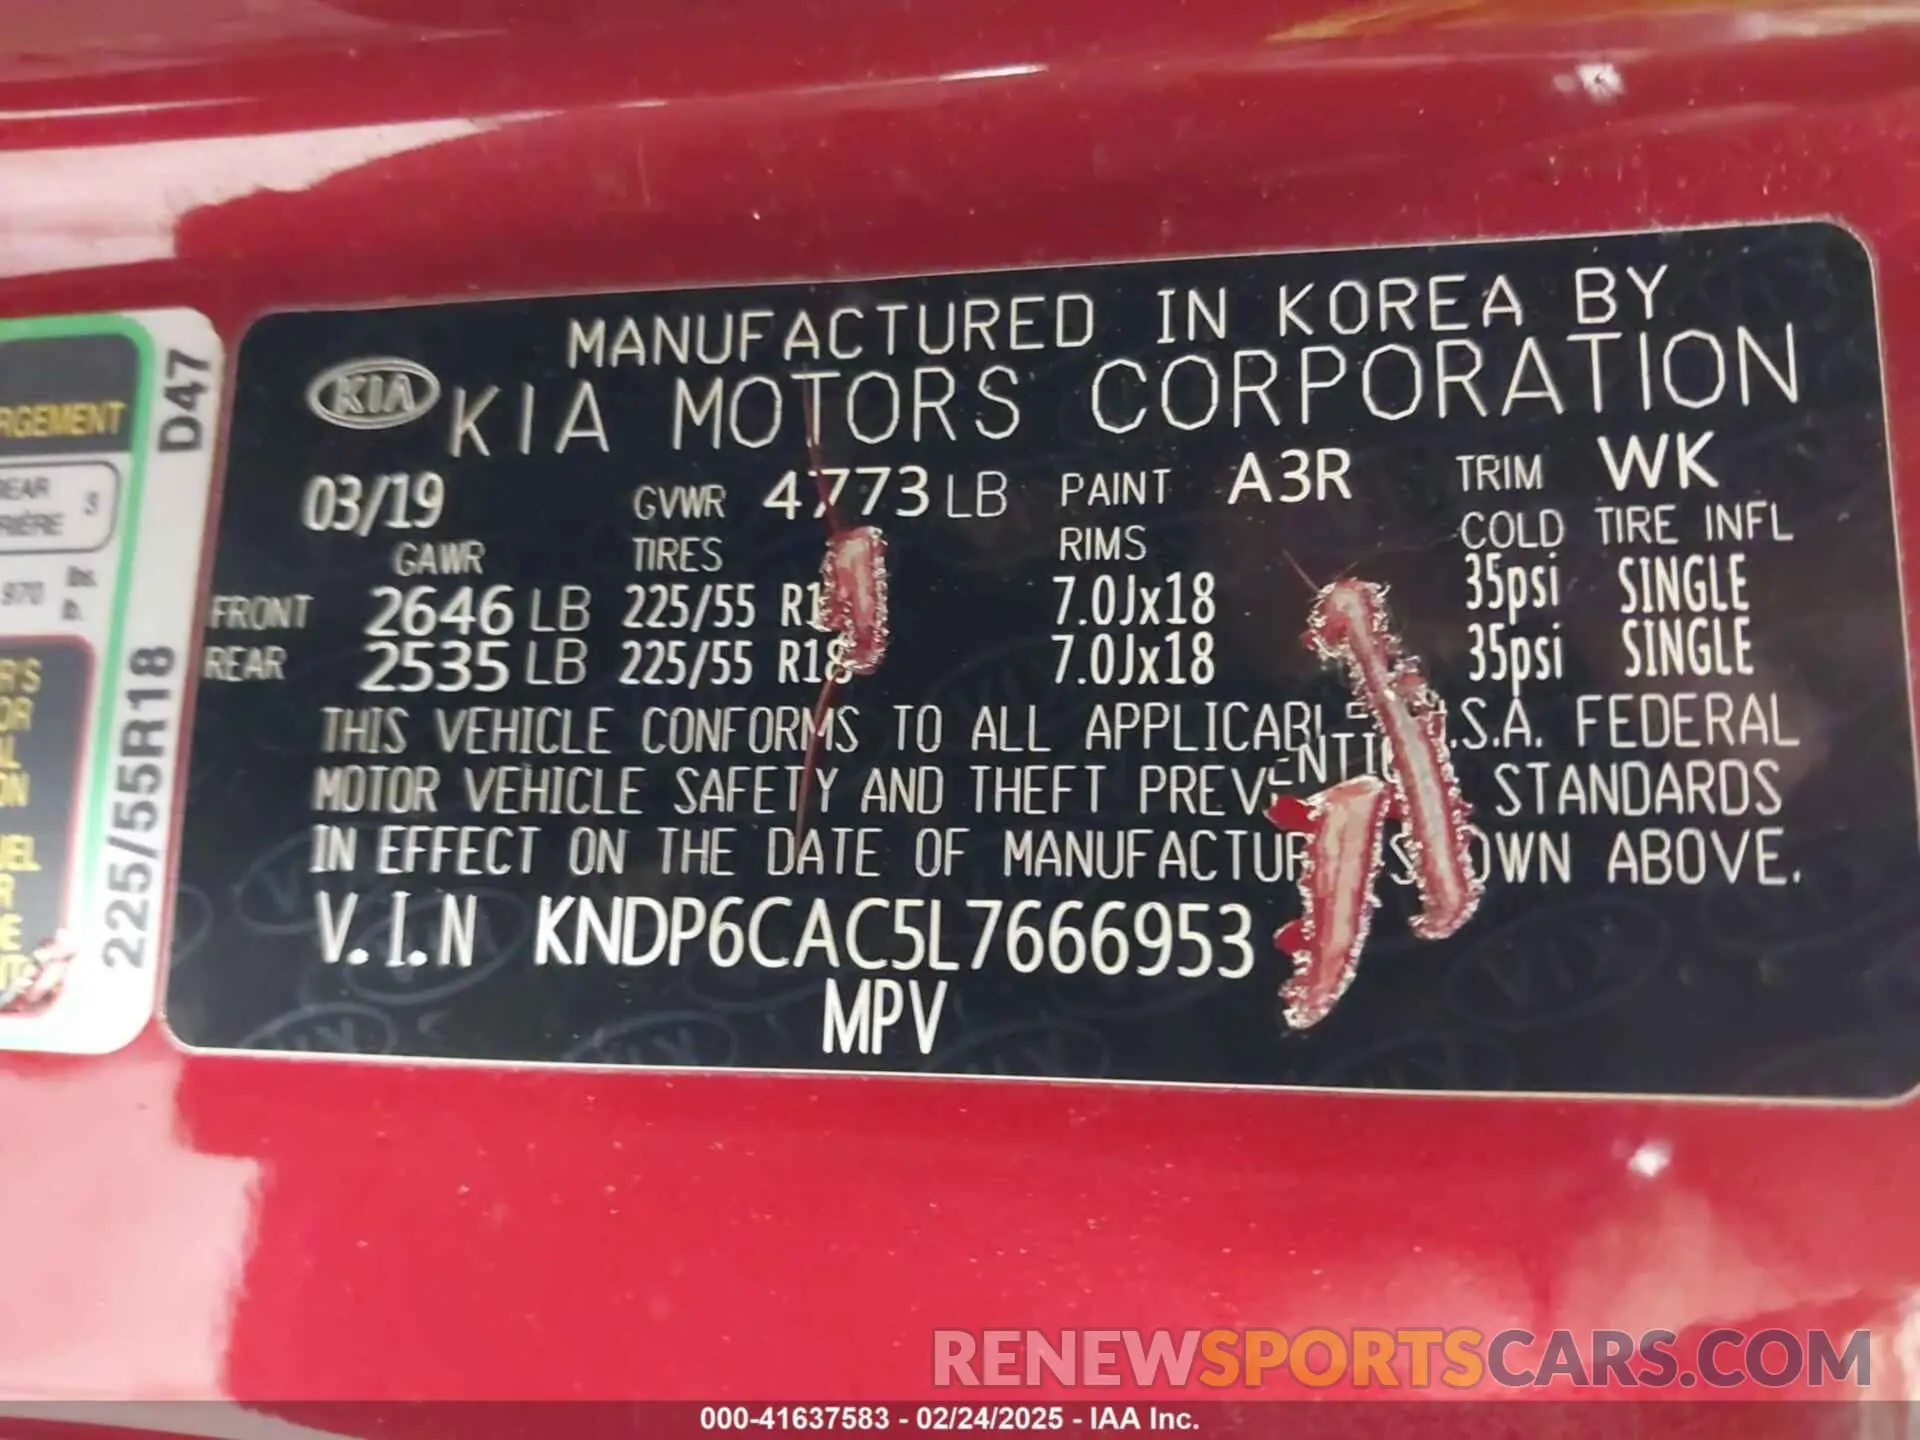 MANUFACTURED IN KOREA BY
KIA KIA MOTORS CORPORATION
03/19 GVWR 4773 LB PAINT A3R TRIM WK
GAWR TIRES RIMS COLD TIRE INFL
FRONT 2646 LB 225/55 7.0Jx18 35psi SINGLE
REAR 2535 LB 225/55 R18 7.0Jx18 35psi SINGLE
THIS VEHICLE CONFORMS TO ALL APPLICABLE U.S.A. FEDERAL
MOTOR VEHICLE SAFETY AND THEFT PREVENTION STANDARDS
IN EFFECT ON THE DATE OF MANUFACTURE SHOWN ABOVE.
V.I.N KNDP6CAC5L7666953
MPV
D47
225/55R18
970 lbs.
RENEWSPORTSCARS.COM
000-41637583 - 02/24/2025 - IAA Inc.